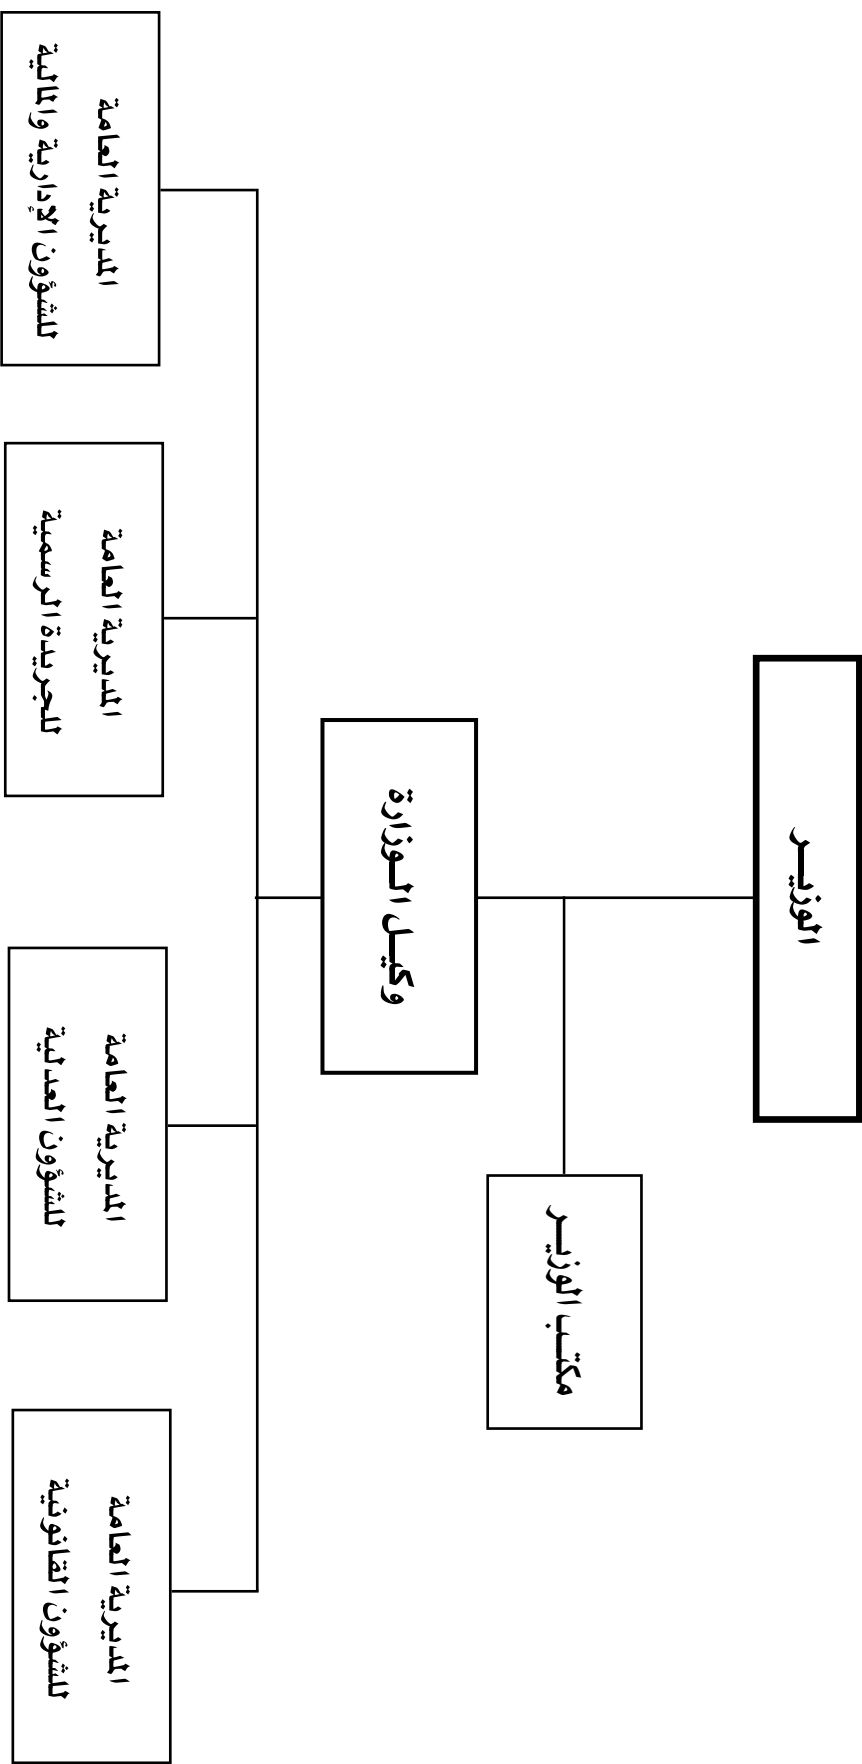 الوزيــر
مكتــب الوزيــر
وكيــل الــوزارة
المديرية العامة
للشؤون القانونية
المديرية العامة
للشؤون العدلية
المديرية العامة
للجريدة الرسمية
المديرية العامة
للشؤون الإدارية والمالية